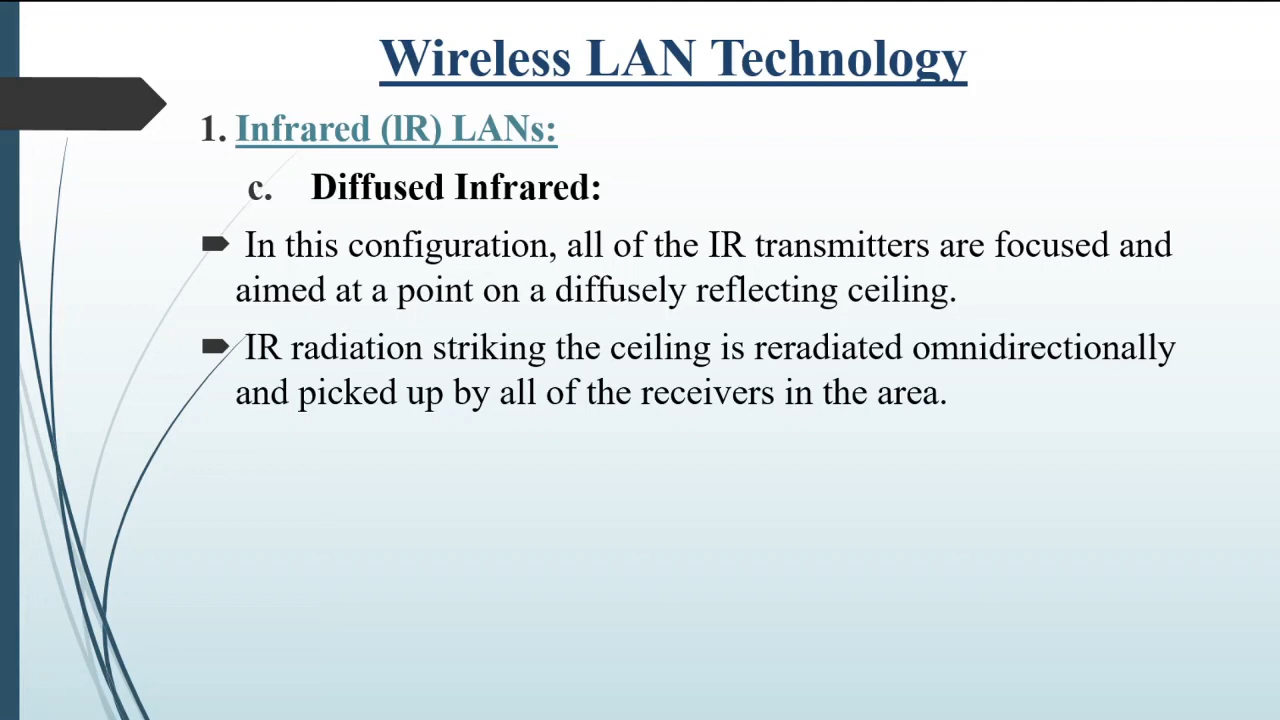 Wireless LAN Technology
1. Infrared (lR) LANs:
c. Diffused Infrared:
In this configuration, all of the IR transmitters are focused and
aimed at a point on a diffusely reflecting ceiling.
IR radiation striking the ceiling is reradiated omnidirectionally
and picked up by all of the receivers in the area.